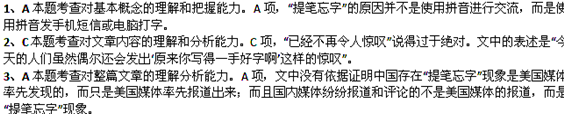 1、A 本题考查对基本概念的理解和把握能力。A 项，“提笔忘字”的原因并不是使用拼音进行交流，而是使
用拼音发手机短信或电脑打字。
2、C 本题考查对文章内容的理解和分析能力。C 项，“已经不再令人惊叹”说得过于绝对。文中的表述是“今
天的人们虽然偶尔还会发出‘原来你写得一手好字啊’这样的惊叹”。
3、A 本题考查对整篇文章的理解分析能力。A 项，文中没有依据证明中国存在“提笔忘字”现象是美国媒体
率先发现的，而只是美国媒体率先报道出来；而且国内媒体纷纷报道和评论的不是美国媒体的报道，而是
“提笔忘字”现象。